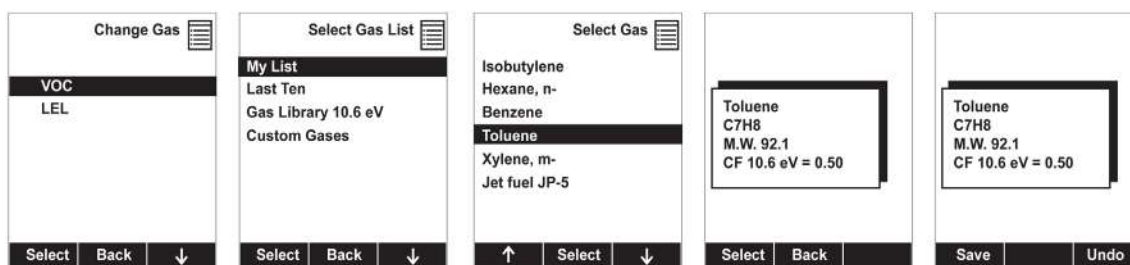 Change Gas
VOC
LEL
Select Back ↓
Select Gas List
My List
Last Ten
Gas Library 10.6 eV
Custom Gases
Select Back ↓
Select Gas
Isobutylene
Hexane, n-
Benzene
Toluene
Xylene, m-
Jet fuel JP-5
↑ Select ↓
Toluene
C7H8
M.W. 92.1
CF 10.6 eV = 0.50
Select Back
Toluene
C7H8
M.W. 92.1
CF 10.6 eV = 0.50
Save Undo